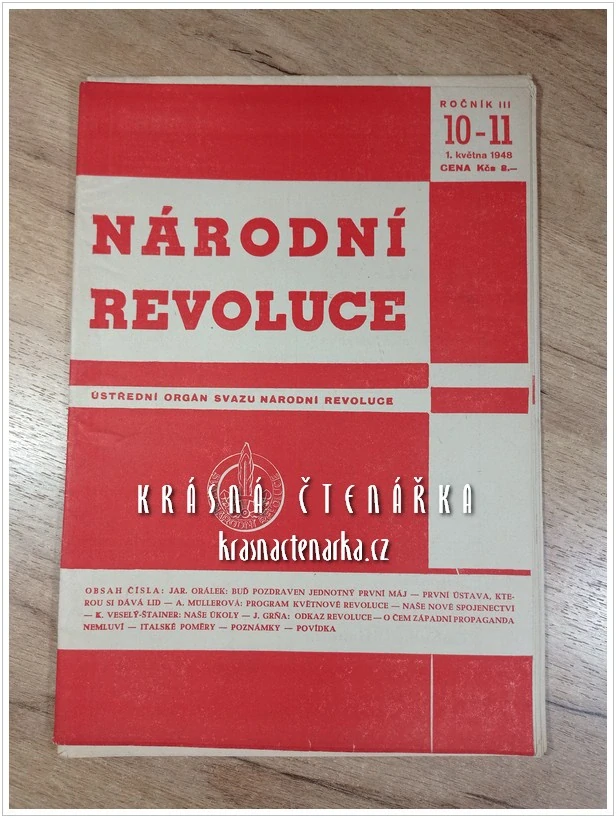 ROČNÍK III
10-11
1. května 1948
CENA Kčs 8.—
NÁRODNÍ
REVOLUCE
ÚSTŘEDNÍ ORGÁN SVAZU NÁRODNÍ REVOLUCE
KRÁSNÁ ČTENÁŘKA
krasnactenarka.cz
OBSAH ČÍSLA: JAR. ORÁLEK: BUĎ POZDRAVEN JEDNOTNÝ PRVNÍ MÁJ — PRVNÍ ÚSTAVA, KTE-
ROU SI DÁVÁ LID — A. MULLEROVÁ: PROGRAM KVĚTNOVÉ REVOLUCE — NAŠE NOVÉ SPOJENECTVÍ
— K. VESELÝ-ŠTAINER: NAŠE ÚKOLY — J. GRŇA: ODKAZ REVOLUCE — O ČEM ZÁPADNÍ PROPAGANDA
NEMLUVÍ — ITALSKÉ POMĚRY — POZNÁMKY — POVÍDKA